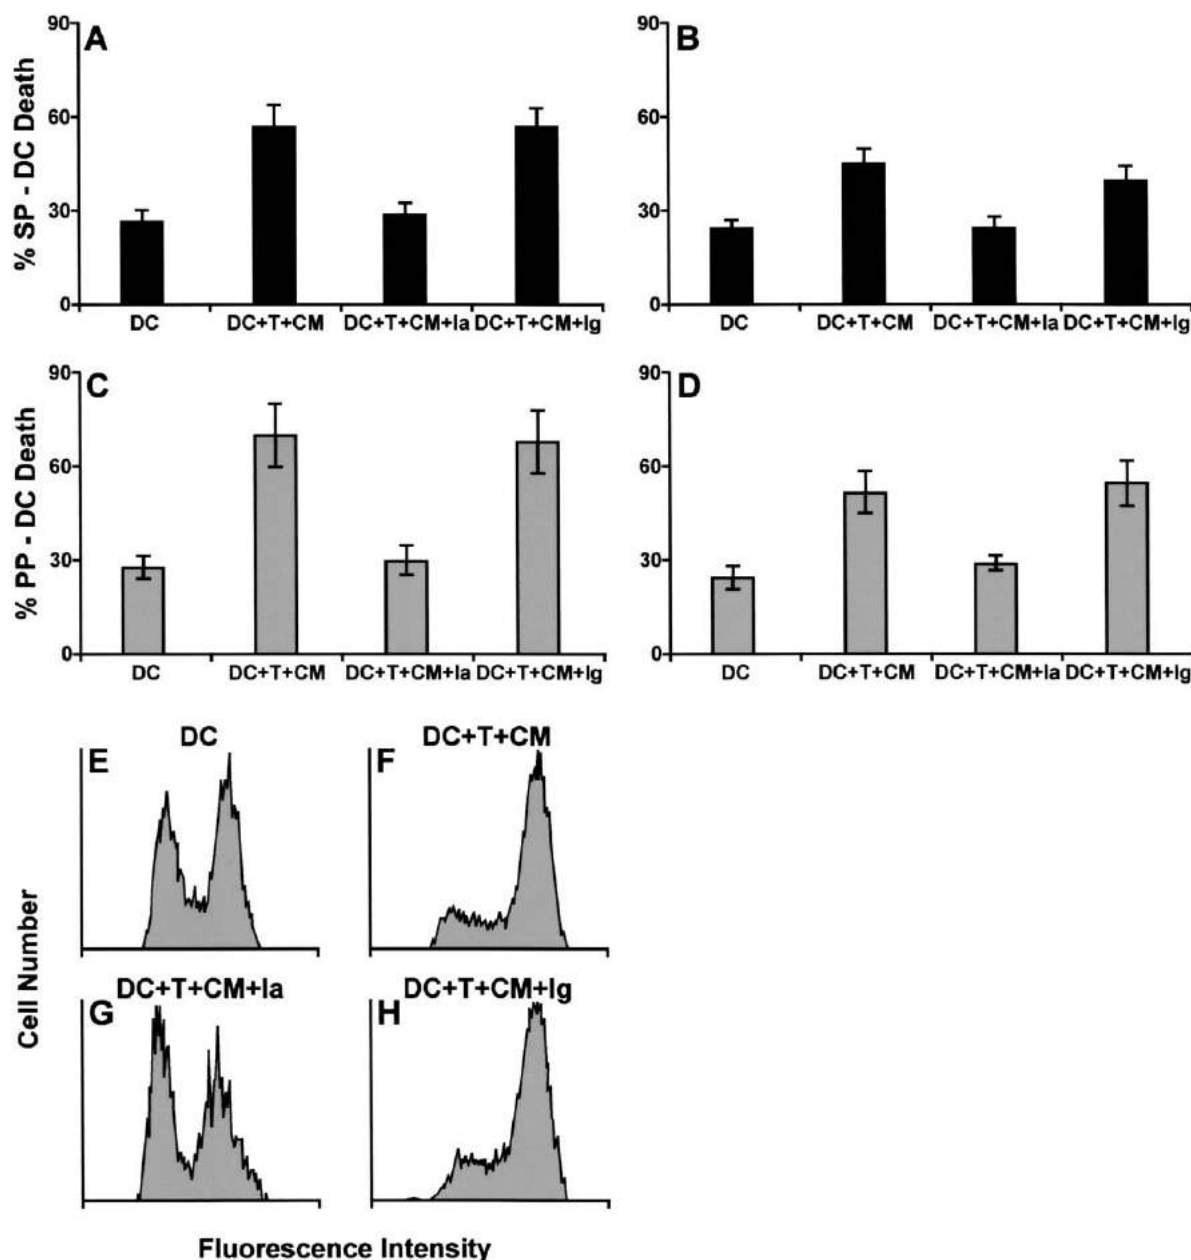 A
% SP - DC Death
90
60
30
0
DC DC+T+CM DC+T+CM+Ia DC+T+CM+Ig
B
90
60
30
0
DC DC+T+CM DC+T+CM+Ia DC+T+CM+Ig
C
% PP - DC Death
90
60
30
0
DC DC+T+CM DC+T+CM+Ia DC+T+CM+Ig
D
90
60
30
0
DC DC+T+CM DC+T+CM+Ia DC+T+CM+Ig
E
DC
F
DC+T+CM
G
DC+T+CM+Ia
H
DC+T+CM+Ig
Cell Number
Fluorescence Intensity